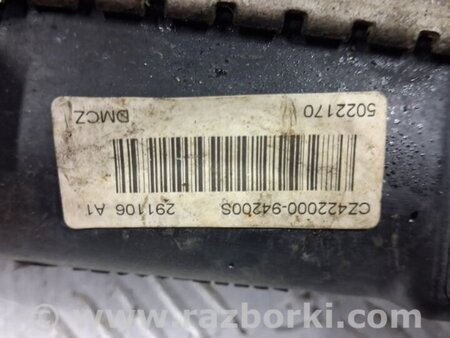 CZ422000-94200S 291106 A1
5022170 DMCZ
© www.razborki.com